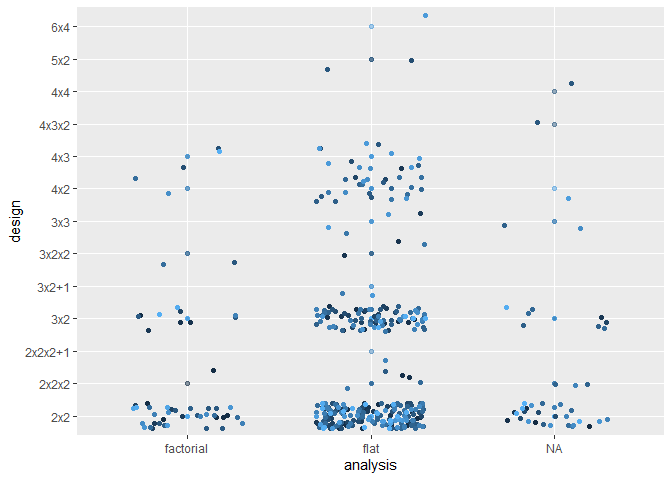 6x4
5x2
4x4
4x3x2
4x3
4x2
3x3
3x2x2
3x2+1
3x2
2x2x2+1
2x2x2
2x2
design
factorial
flat
NA
analysis